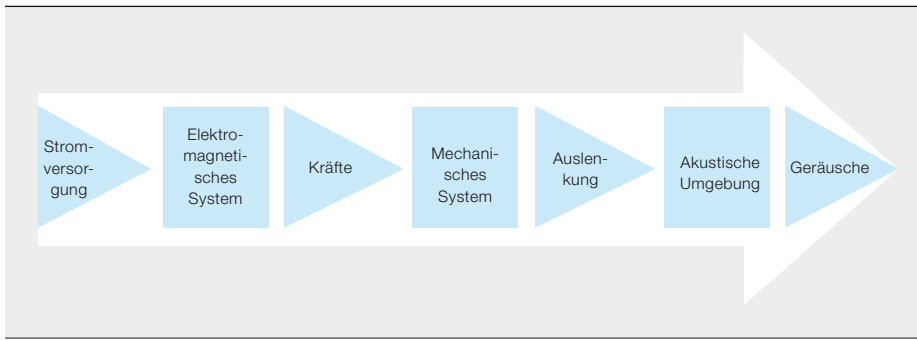 Strom-
versor-
gung
Elektro-
magneti-
sches
System
Kräfte
Mechani-
sches
System
Auslen-
kung
Akustische
Umgebung
Geräusche